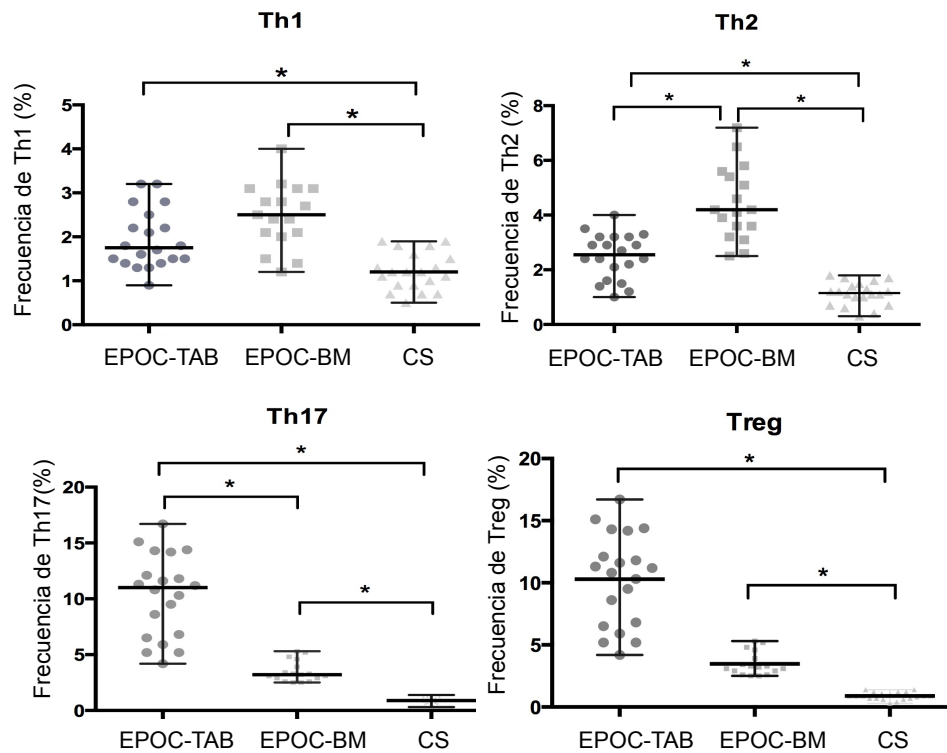 Th1
*
*
Frecuencia de Th1 (%)
5
4
3
2
1
0
EPOC-TAB EPOC-BM CS
Th2
*
* *
Frecuencia de Th2 (%)
8
6
4
2
0
EPOC-TAB EPOC-BM CS
Th17
*
*
*
Frecuencia de Th17(%)
20
15
10
5
0
EPOC-TAB EPOC-BM CS
Treg
*
*
Frecuencia de Treg (%)
20
15
10
5
0
EPOC-TAB EPOC-BM CS